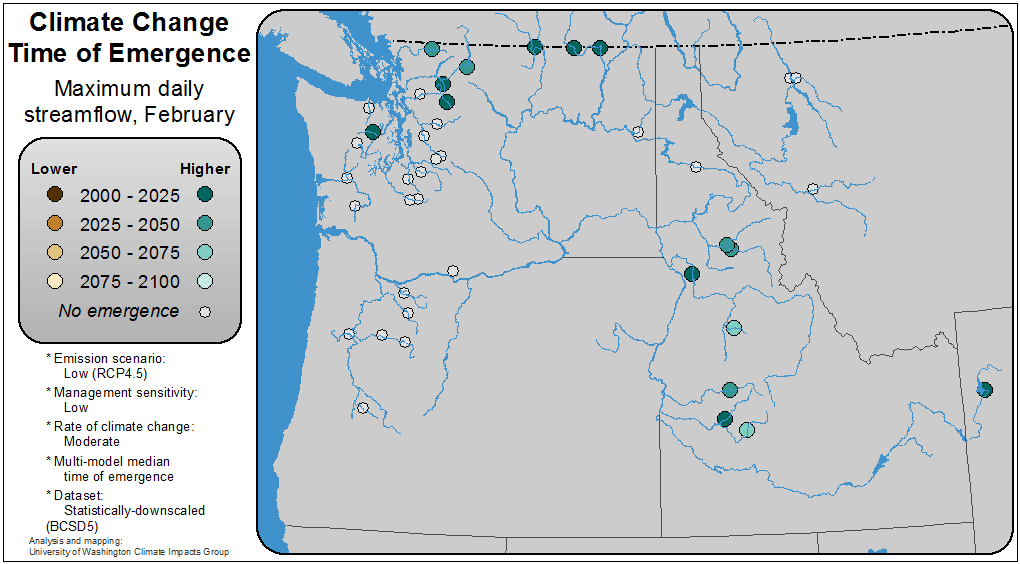 Climate Change
Time of Emergence
Maximum daily
streamflow, February
Lower Higher
2000 - 2025
2025 - 2050
2050 - 2075
2075 - 2100
No emergence
* Emission scenario:
Low (RCP4.5)
* Management sensitivity:
Low
* Rate of climate change:
Moderate
* Multi-model median
time of emergence
* Dataset:
Statistically-downscaled
(BCSD5)
Analysis and mapping:
University of Washington Climate Impacts Group